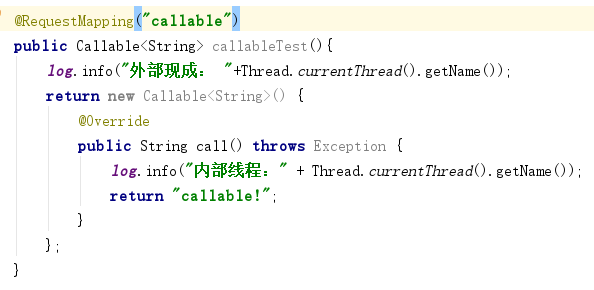 @RequestMapping("callable")
public Callable<String> callableTest(){
log.info("外部现成： "+Thread.currentThread().getName());
return new Callable<String>() {
@Override
public String call() throws Exception {
log.info("内部线程：" + Thread.currentThread().getName());
return "callable!";
}
};
}